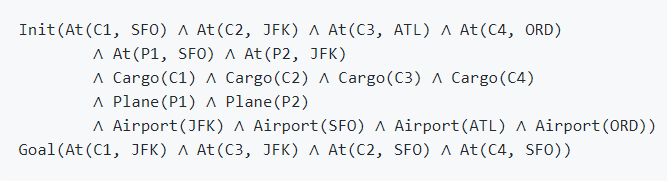 Init(At(C1, SFO) ∧ At(C2, JFK) ∧ At(C3, ATL) ∧ At(C4, ORD)
∧ At(P1, SFO) ∧ At(P2, JFK)
∧ Cargo(C1) ∧ Cargo(C2) ∧ Cargo(C3) ∧ Cargo(C4)
∧ Plane(P1) ∧ Plane(P2)
∧ Airport(JFK) ∧ Airport(SFO) ∧ Airport(ATL) ∧ Airport(ORD))
Goal(At(C1, JFK) ∧ At(C3, JFK) ∧ At(C2, SFO) ∧ At(C4, SFO))